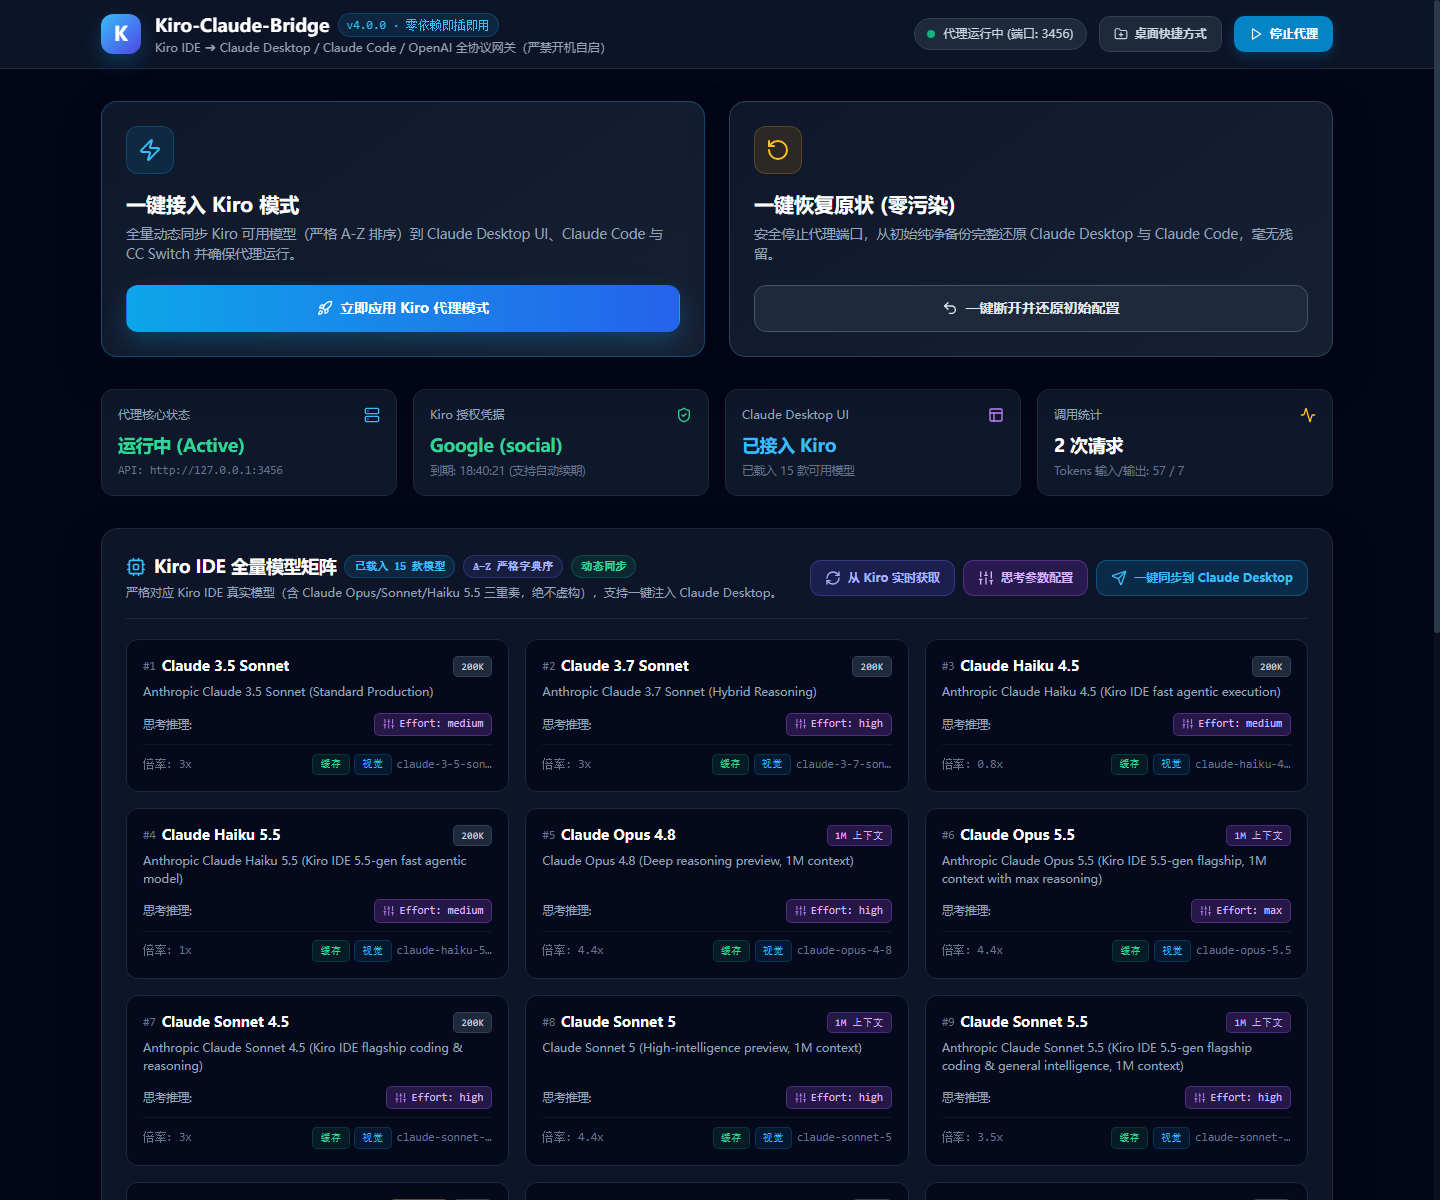 K
Kiro-Claude-Bridge v4.0.0 · 零依赖即插即用
Kiro IDE ➔ Claude Desktop / Claude Code / OpenAI 全协议网关（严禁开机自启）
代理运行中 (端口: 3456)
桌面快捷方式
停止代理
一键接入 Kiro 模式
全量动态同步 Kiro 可用模型（严格 A-Z 排序）到 Claude Desktop UI、Claude Code 与
CC Switch 并确保代理运行。
立即应用 Kiro 代理模式
一键恢复原状 (零污染)
安全停止代理端口，从初始纯净备份完整还原 Claude Desktop 与 Claude Code，毫无残
留。
一键断开并还原初始配置
代理核心状态
运行中 (Active)
API: http://127.0.0.1:3456
Kiro 授权凭据
Google (social)
到期: 18:40:21 (支持自动续期)
Claude Desktop UI
已接入 Kiro
已载入 15 款可用模型
调用统计
2 次请求
Tokens 输入/输出: 57 / 7
Kiro IDE 全量模型矩阵 已载入 15 款模型 A-Z 严格字典序 动态同步
严格对应 Kiro IDE 真实模型（含 Claude Opus/Sonnet/Haiku 5.5 三重奏，绝不虚构），支持一键注入 Claude Desktop。
从 Kiro 实时获取
思考参数配置
一键同步到 Claude Desktop
#1 Claude 3.5 Sonnet 200K
Anthropic Claude 3.5 Sonnet (Standard Production)
思考推理: Effort: medium
倍率: 3x 缓存 视觉 claude-3-5-son…
#2 Claude 3.7 Sonnet 200K
Anthropic Claude 3.7 Sonnet (Hybrid Reasoning)
思考推理: Effort: high
倍率: 3x 缓存 视觉 claude-3-7-son…
#3 Claude Haiku 4.5 200K
Anthropic Claude Haiku 4.5 (Kiro IDE fast agentic execution)
思考推理: Effort: medium
倍率: 0.8x 缓存 视觉 claude-haiku-4…
#4 Claude Haiku 5.5 200K
Anthropic Claude Haiku 5.5 (Kiro IDE 5.5-gen fast agentic
model)
思考推理: Effort: medium
倍率: 1x 缓存 视觉 claude-haiku-5…
#5 Claude Opus 4.8 1M 上下文
Claude Opus 4.8 (Deep reasoning preview, 1M context)
思考推理: Effort: high
倍率: 4.4x 缓存 视觉 claude-opus-4-8
#6 Claude Opus 5.5 1M 上下文
Anthropic Claude Opus 5.5 (Kiro IDE 5.5-gen flagship, 1M
context with max reasoning)
思考推理: Effort: max
倍率: 4.4x 缓存 视觉 claude-opus-5.5
#7 Claude Sonnet 4.5 200K
Anthropic Claude Sonnet 4.5 (Kiro IDE flagship coding &
reasoning)
思考推理: Effort: high
倍率: 3x 缓存 视觉 claude-sonnet-…
#8 Claude Sonnet 5 1M 上下文
Claude Sonnet 5 (High-intelligence preview, 1M context)
思考推理: Effort: high
倍率: 4.4x 缓存 视觉 claude-sonnet-5
#9 Claude Sonnet 5.5 1M 上下文
Anthropic Claude Sonnet 5.5 (Kiro IDE 5.5-gen flagship
coding & general intelligence, 1M context)
思考推理: Effort: high
倍率: 3.5x 缓存 视觉 claude-sonnet-…